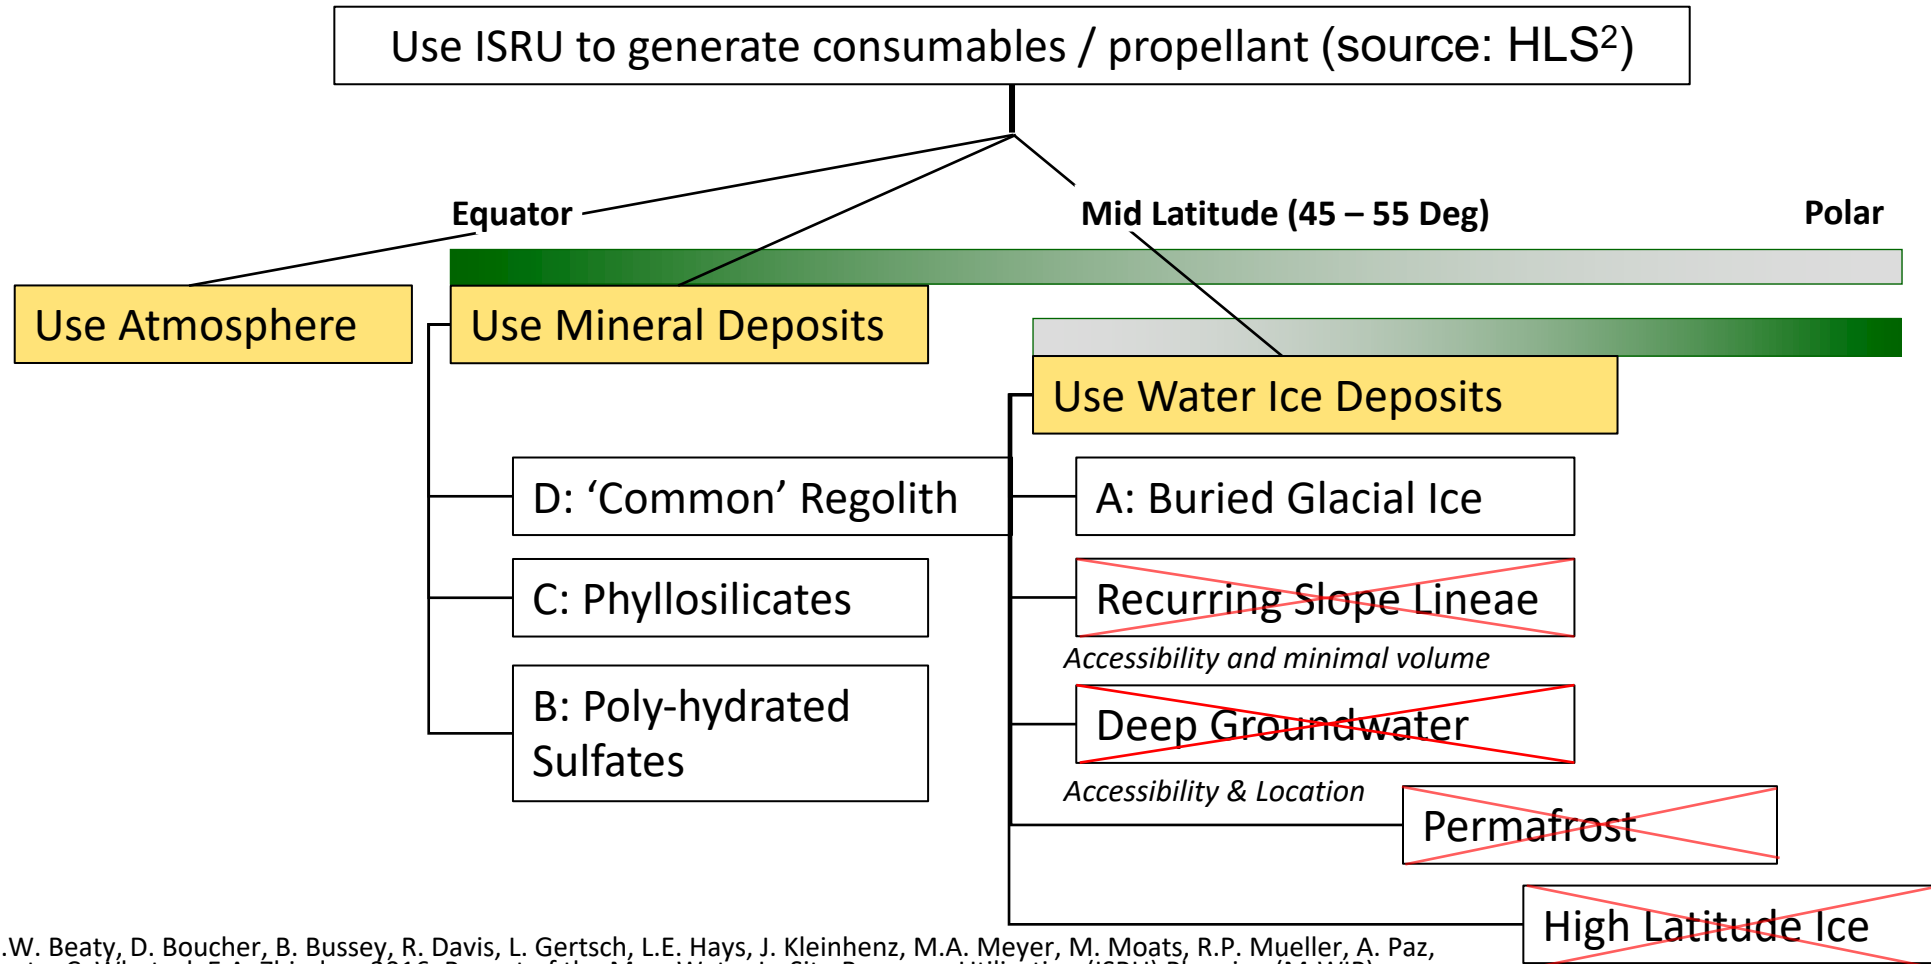 Use ISRU to generate consumables / propellant (source: HLS²)
Equator
Mid Latitude (45 – 55 Deg)
Polar
Use Atmosphere
Use Mineral Deposits
Use Water Ice Deposits
D: ‘Common’ Regolith
A: Buried Glacial Ice
C: Phyllosilicates
Recurring Slope Lineae
Accessibility and minimal volume
B: Poly-hydrated
Sulfates
Deep Groundwater
Accessibility & Location
Permafrost
High Latitude Ice
.W. Beaty, D. Boucher, B. Bussey, R. Davis, L. Gertsch, L.E. Hays, J. Kleinhenz, M.A. Meyer, M. Moats, R.P. Mueller, A. Paz,